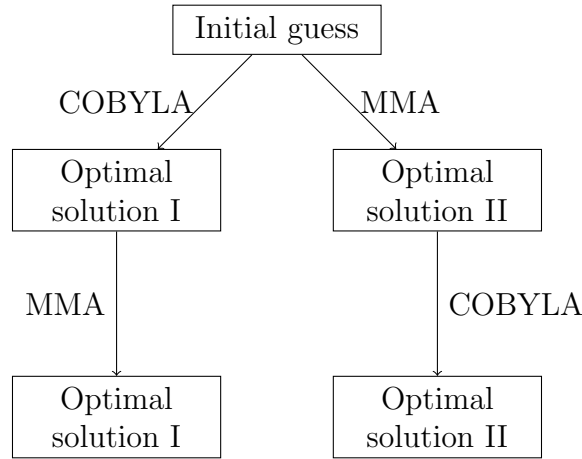 Initial guess
COBYLA
MMA
Optimal
solution I
Optimal
solution II
MMA
COBYLA
Optimal
solution I
Optimal
solution II